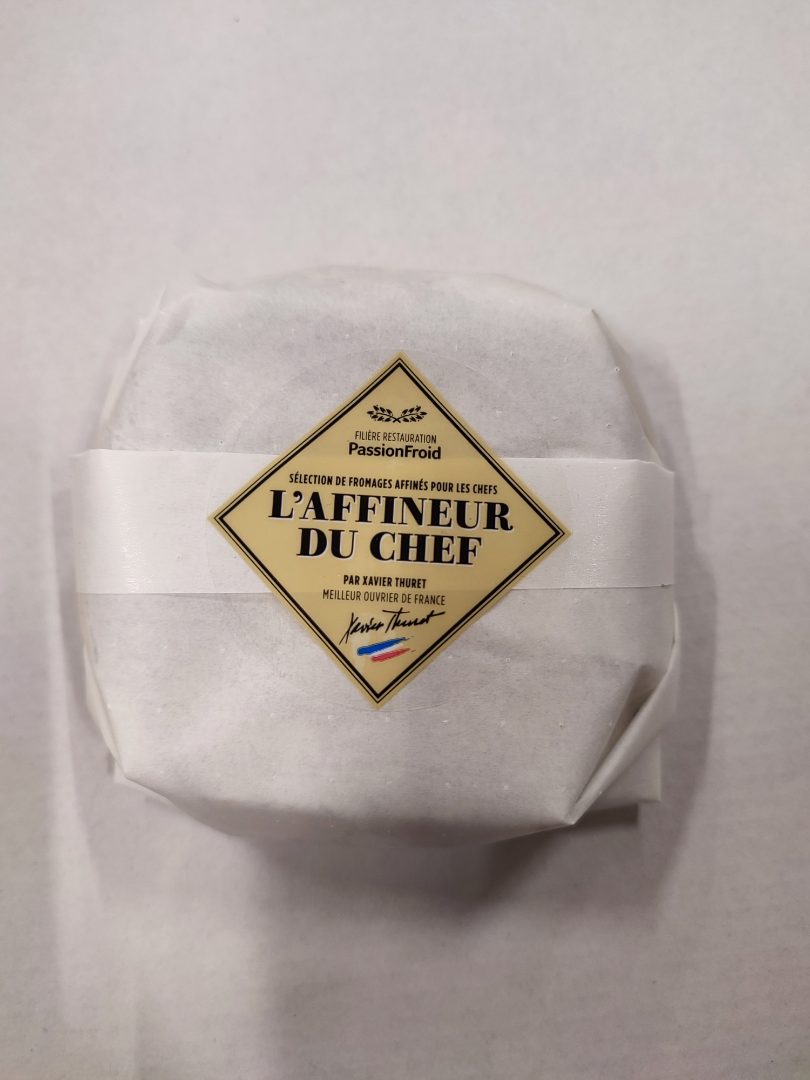 FILIÈRE RESTAURATION
PassionFroid
SÉLECTION DE FROMAGES AFFINÉS POUR LES CHEFS
L'AFFINEUR
DU CHEF
PAR XAVIER THURET
MEILLEUR OUVRIER DE FRANCE
Xavier Thuret